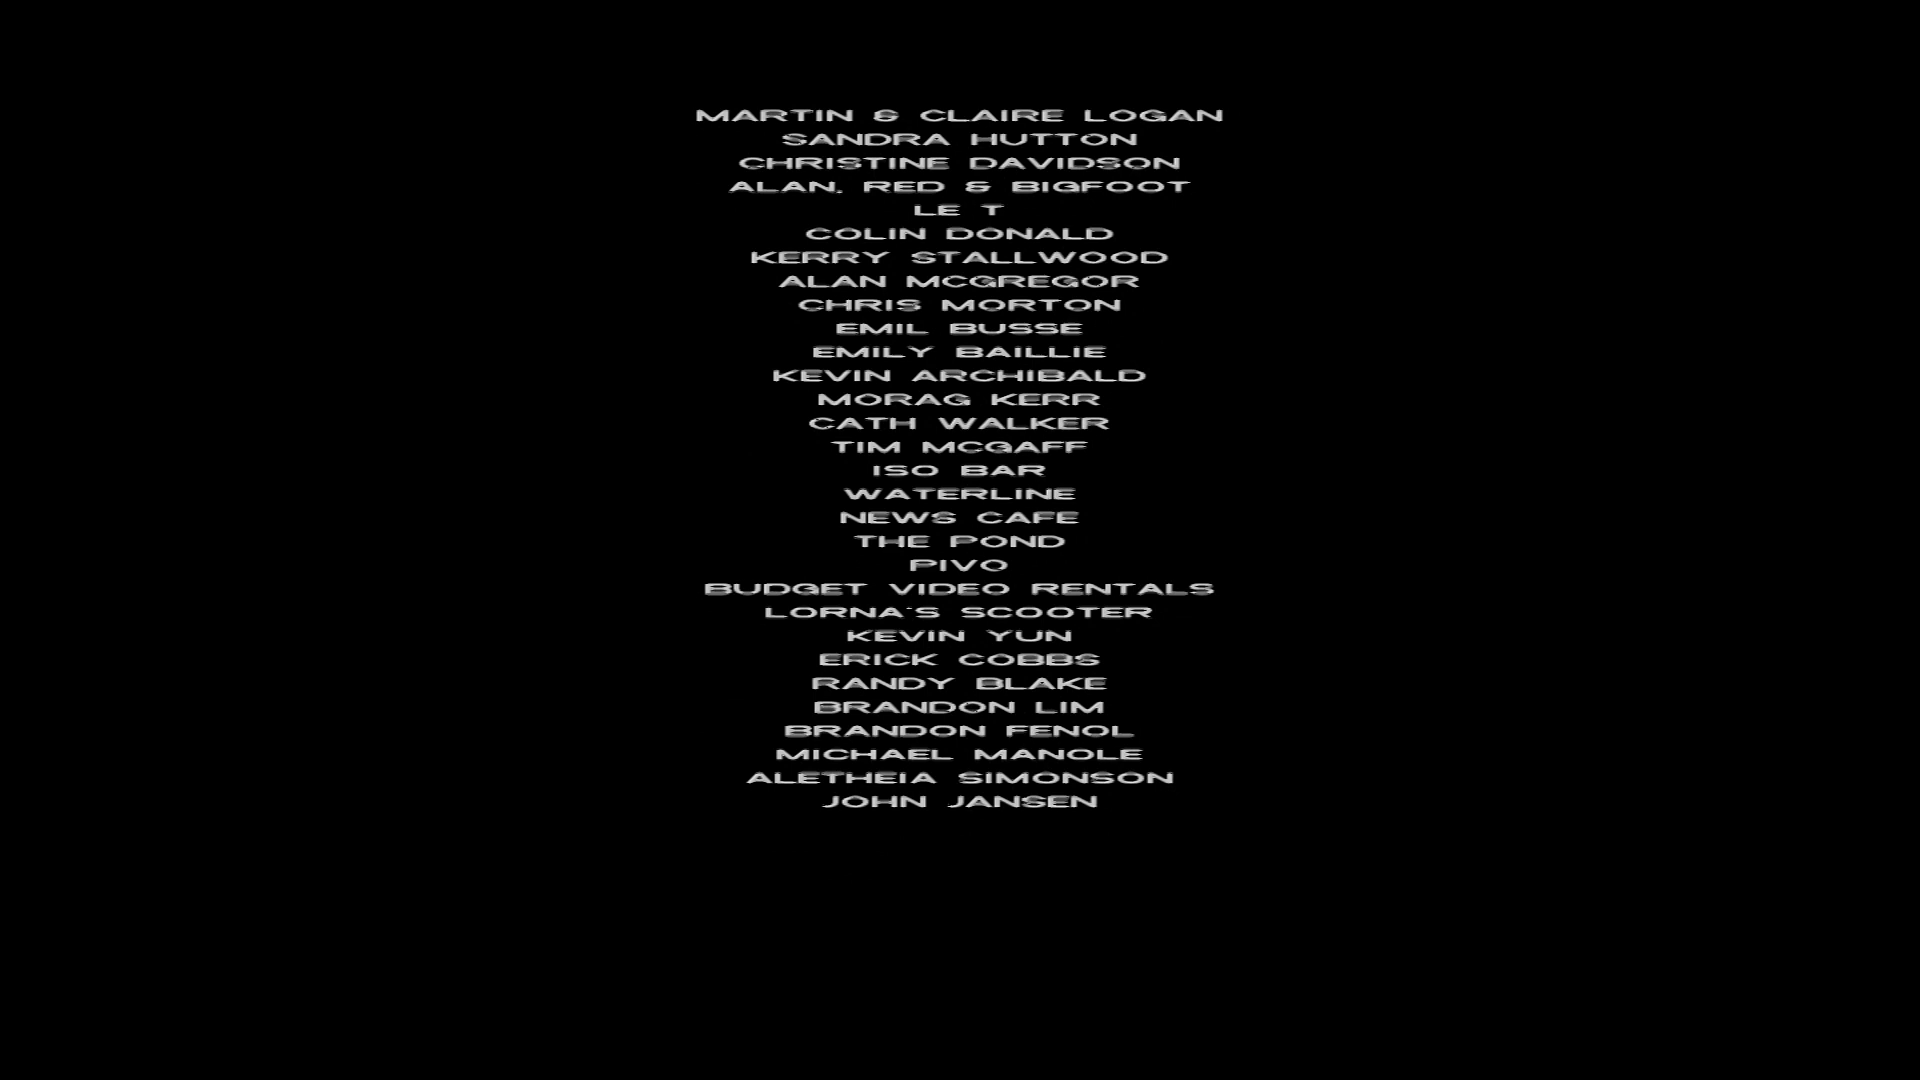 MARTIN & CLAIRE LOGAN
SANDRA HUTTON
CHRISTINE DAVIDSON
ALAN, RED & BIGFOOT
LE T
COLIN DONALD
KERRY STALLWOOD
ALAN MCGREGOR
CHRIS MORTON
EMIL BUSSE
EMILY BAILLIE
KEVIN ARCHIBALD
MORAG KERR
CATH WALKER
TIM MCGAFF
ISO BAR
WATERLINE
NEWS CAFE
THE POND
PIVO
BUDGET VIDEO RENTALS
LORNA'S SCOOTER
KEVIN YUN
ERICK COBBS
RANDY BLAKE
BRANDON LIM
BRANDON FENOL
MICHAEL MANOLE
ALETHEIA SIMONSON
JOHN JANSEN